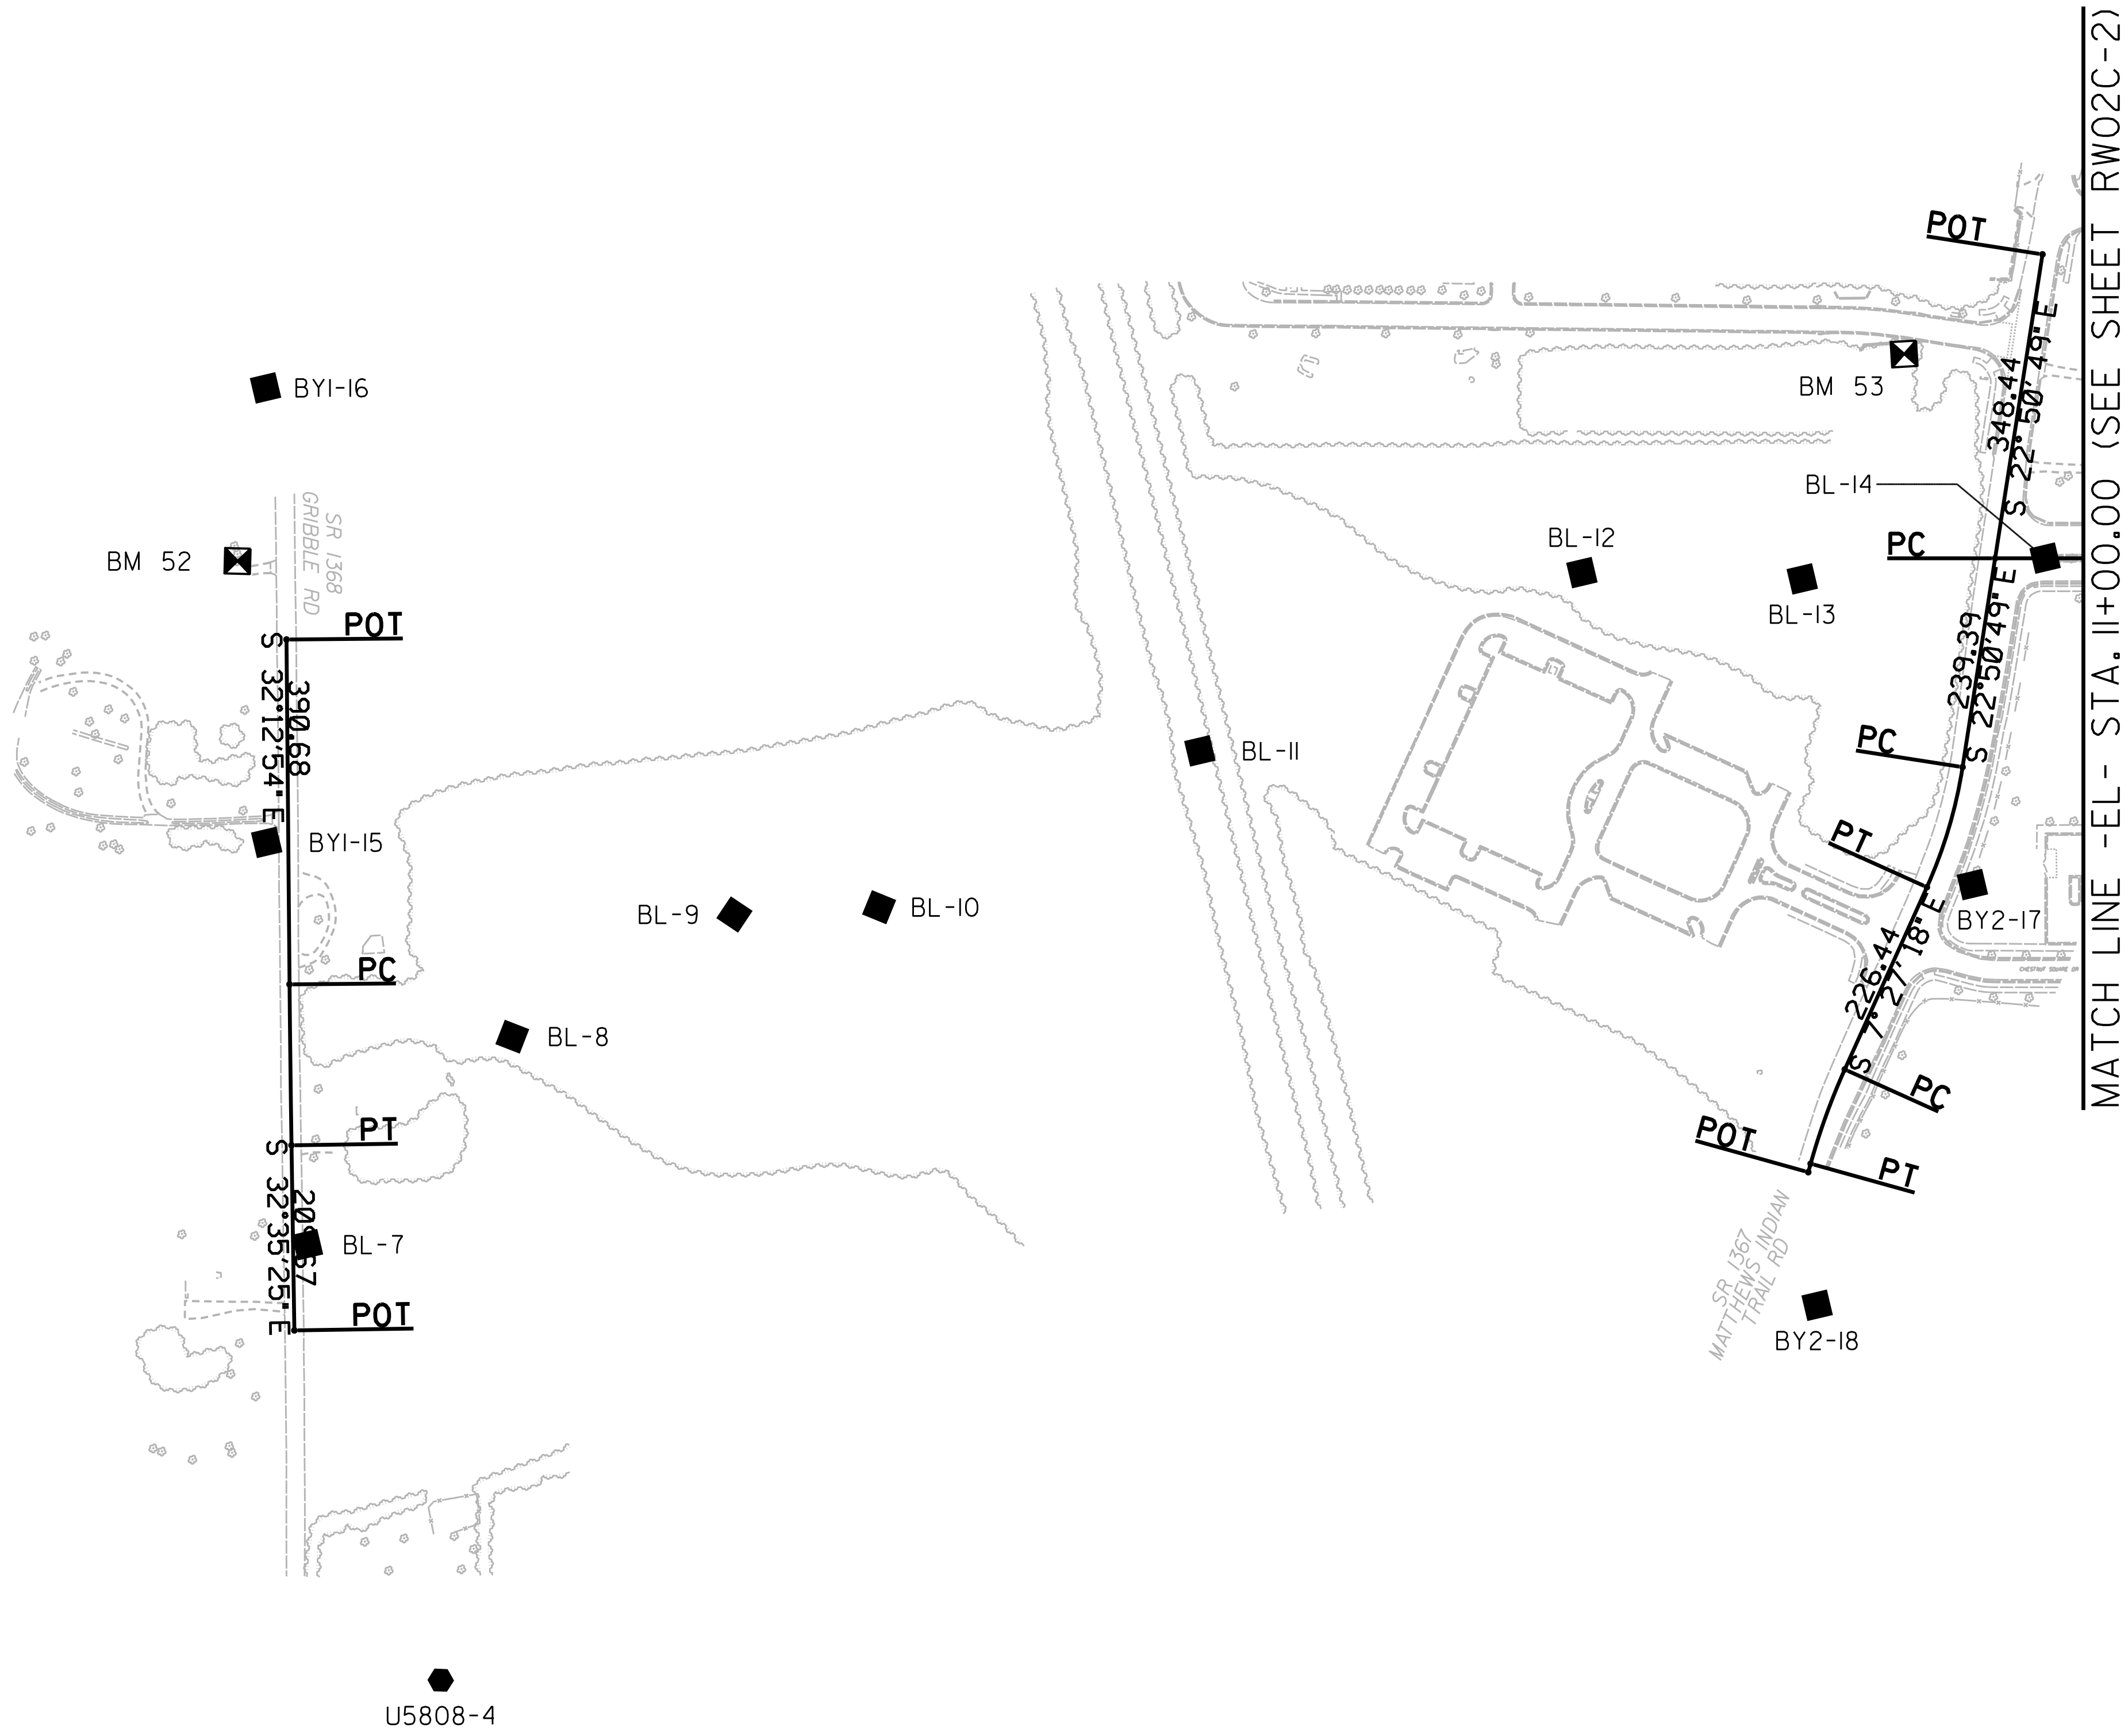 MATCH LINE -EL- STA. 11+00.00 (SEE SHEET RW02C-2)
POT
348.44
S 22°50'49" E
BM 53
BL-14
PC
239.39
S 22°50'49" E
PC
PT
226.44
S 7°27'18" E
PC
POT
PT
BY2-17
CHESTNUT SQUARE DR
SR 1367
MATTHEWS INDIAN
TRAIL RD
BY2-18
BL-12
BL-13
BL-11
BL-10
BL-9
BL-8
BY1-16
SR 1368
GRIBBLE RD
BM 52
POT
390.68
S 32°12'54" E
BY1-15
PC
PT
S 32°35'25" E
BL-7
POT
U5808-4